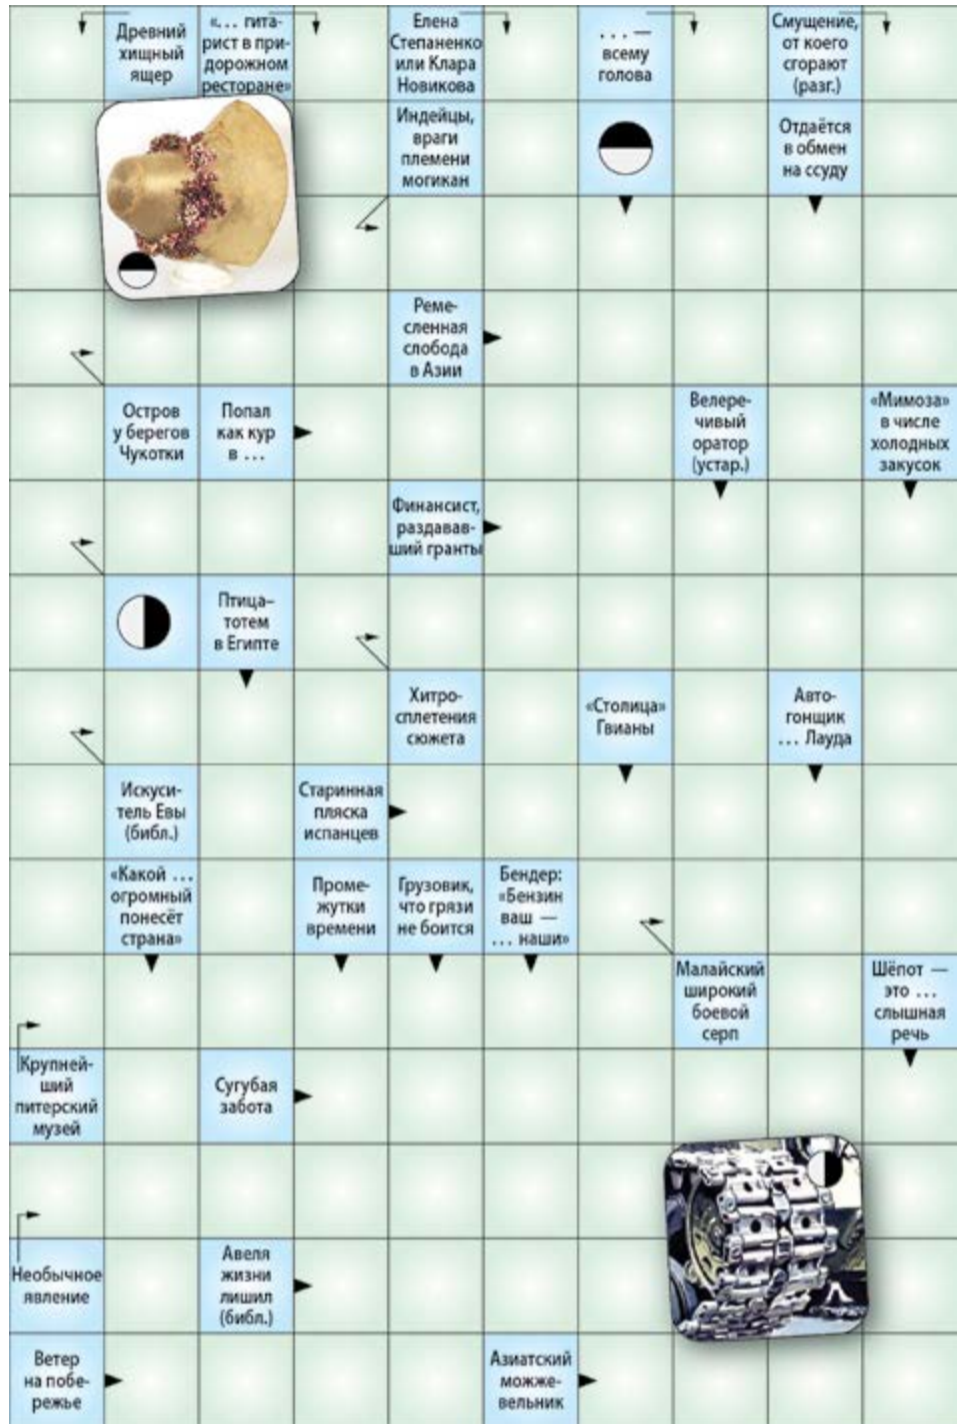 Древний
хищный
ящер
«... гита-
рист в при-
дорожном
ресторане»
Елена
Степаненко
или Клара
Новикова
... —
всему
голова
Смущение,
от коего
сгорают
(разг.)
Индейцы,
враги
племени
могикан
Отдаётся
в обмен
на ссуду
Реме-
сленная
слобода
в Азии
Остров
у берегов
Чукотки
Попал
как кур
в ...
Велере-
чивый
оратор
(устар.)
«Мимоза»
в числе
холодных
закусок
Финансист,
раздавав-
ший гранты
Птица–
тотем
в Египте
Хитро-
сплетения
сюжета
«Столица»
Гвианы
Авто-
гонщик
... Лауда
Искуси-
тель Евы
(библ.)
Старинная
пляска
испанцев
«Какой ...
огромный
понесёт
страна»
Проме-
жутки
времени
Грузовик,
что грязи
не боится
Бендер:
«Бензин
ваш —
... наши»
Малайский
широкий
боевой
серп
Шёпот —
это ...
слышная
речь
Крупней-
ший
питерский
музей
Сугубая
забота
Необычное
явление
Авеля
жизни
лишил
(библ.)
Ветер
на побе-
режье
Азиатский
можже-
вельник